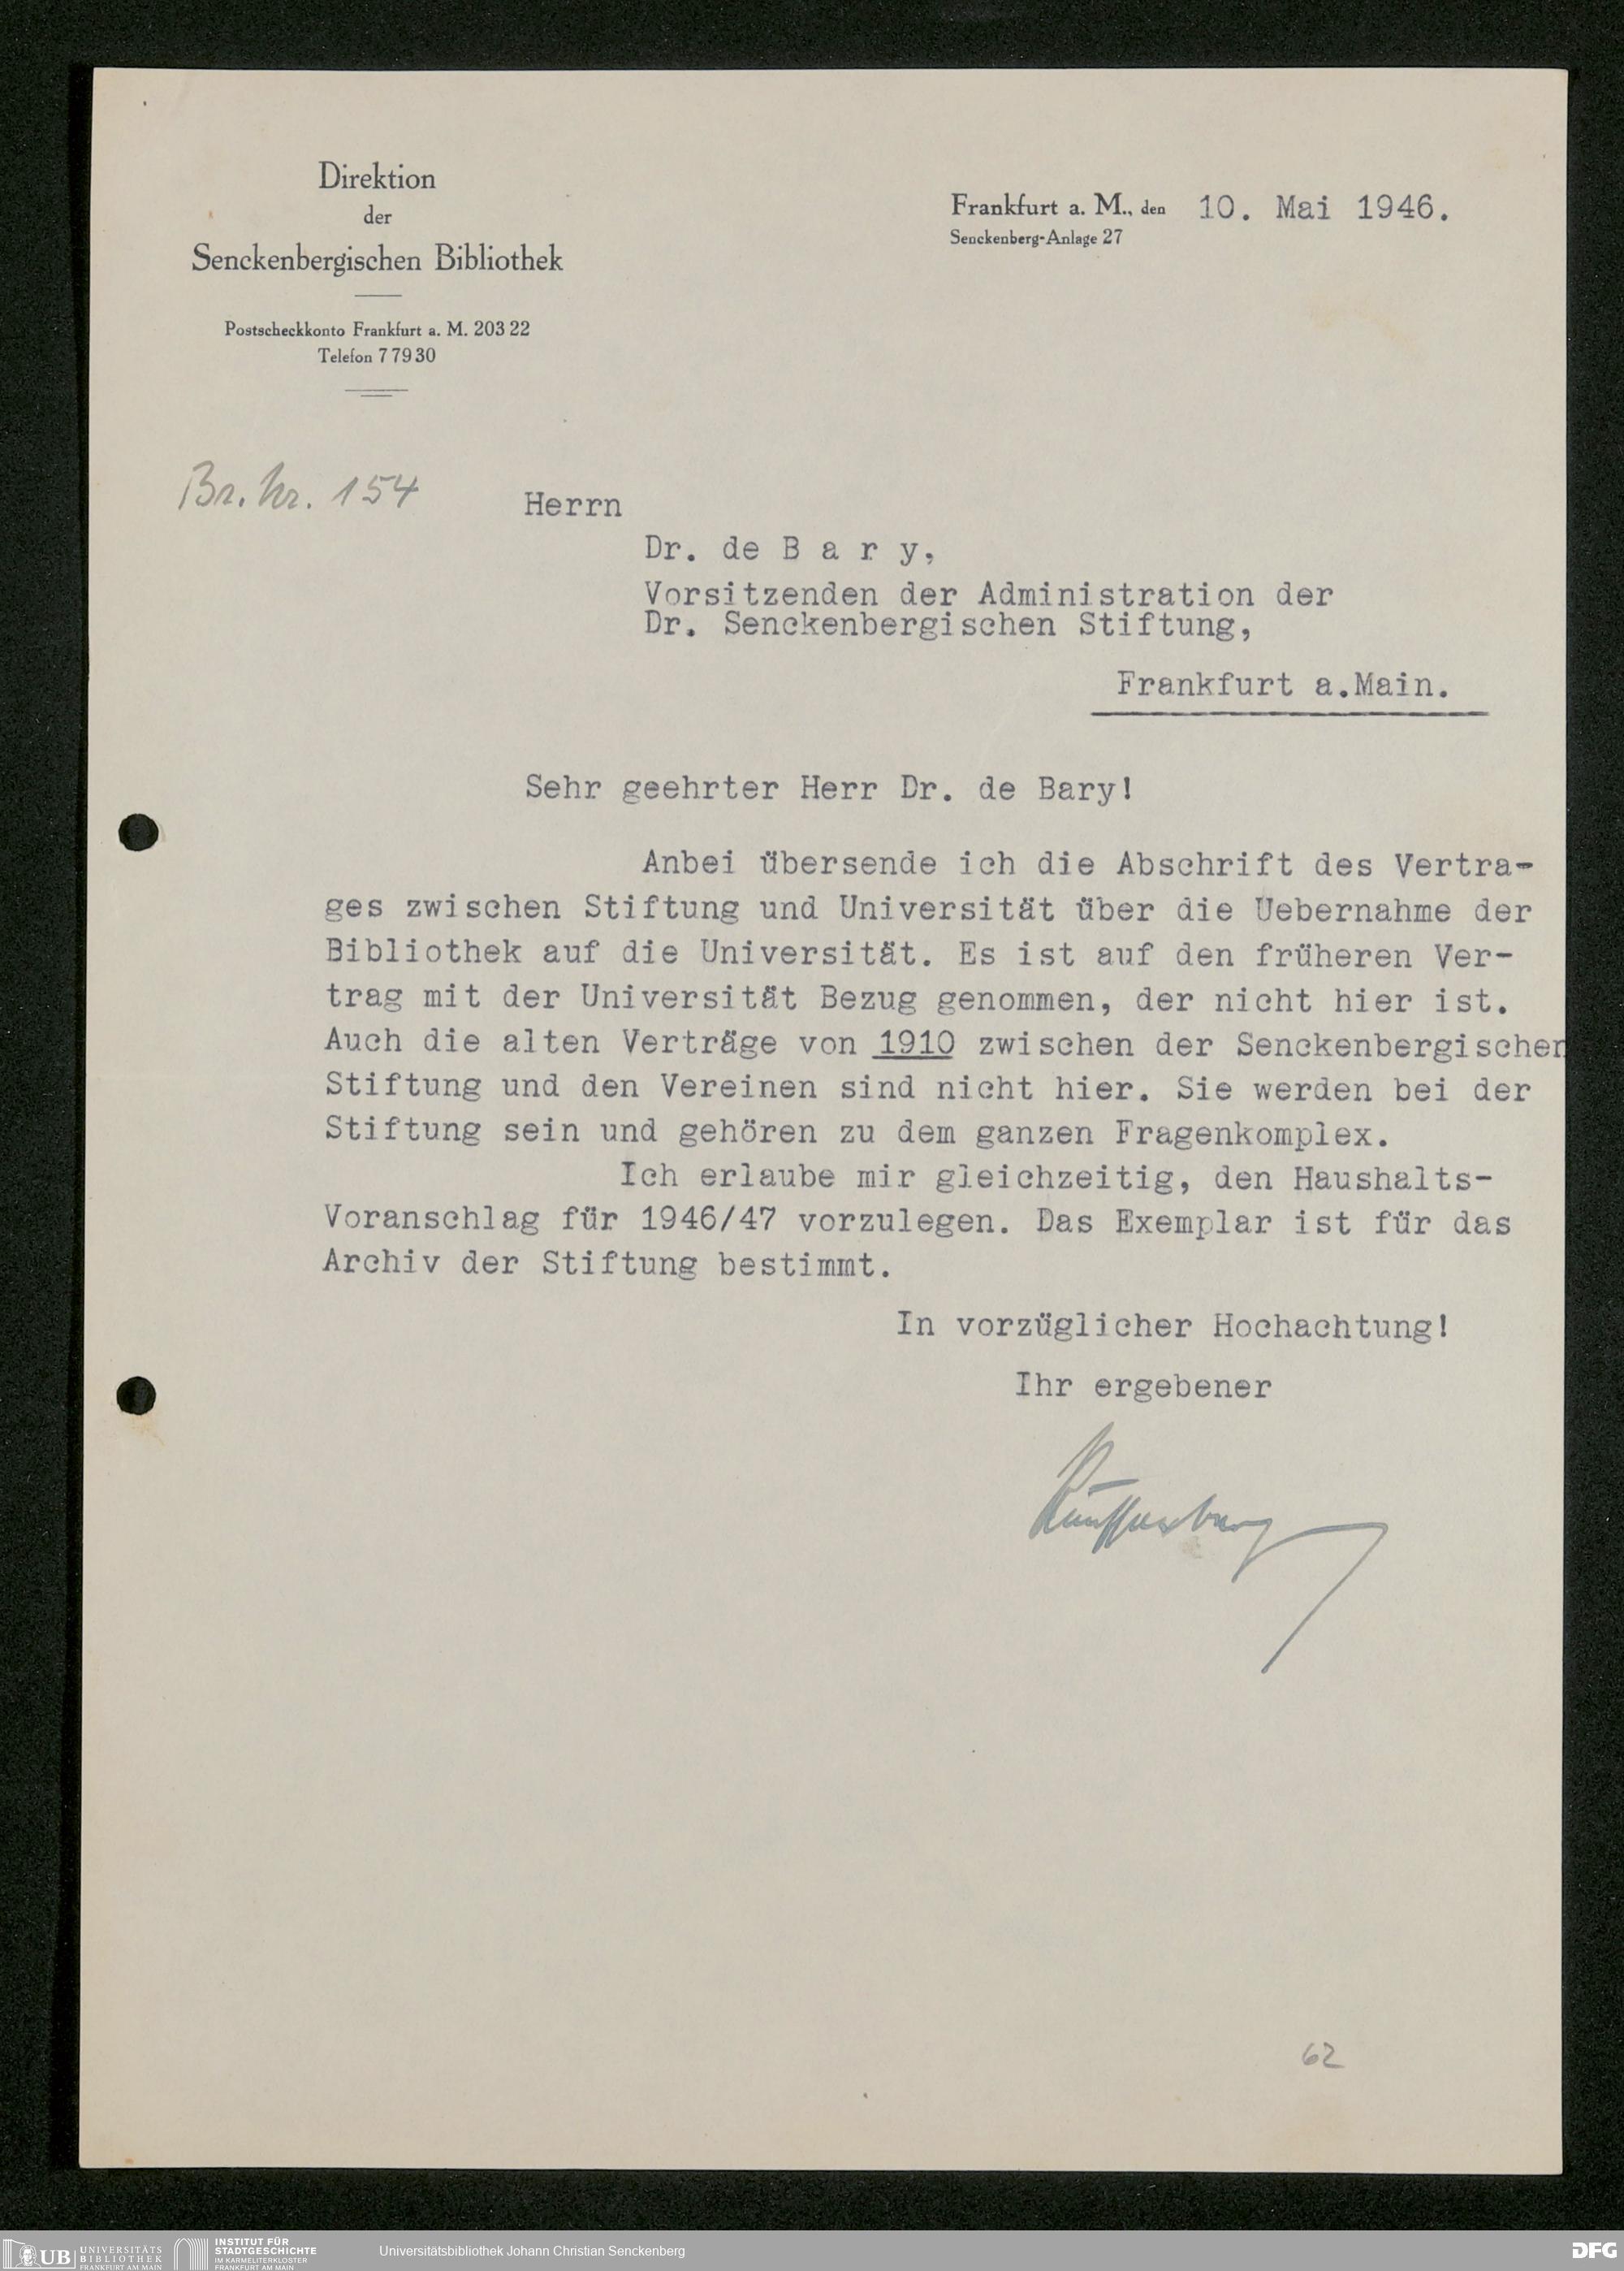 Direktion
der
Senckenbergischen Bibliothek
Postscheckkonto Frankfurt a. M. 203 22
Telefon 7 79 30
Frankfurt a. M., den 10. Mai 1946.
Senckenberg-Anlage 27
Br. Nr. 154
Herrn
Dr. de B a r y,
Vorsitzenden der Administration der
Dr. Senckenbergischen Stiftung,
Frankfurt a.Main.
Sehr geehrter Herr Dr. de Bary!
Anbei übersende ich die Abschrift des Vertra-
ges zwischen Stiftung und Universität über die Uebernahme der
Bibliothek auf die Universität. Es ist auf den früheren Ver-
trag mit der Universität Bezug genommen, der nicht hier ist.
Auch die alten Verträge von 1910 zwischen der Senckenbergischen
Stiftung und den Vereinen sind nicht hier. Sie werden bei der
Stiftung sein und gehören zu dem ganzen Fragenkomplex.
Ich erlaube mir gleichzeitig, den Haushalts-
Voranschlag für 1946/47 vorzulegen. Das Exemplar ist für das
Archiv der Stiftung bestimmt.
In vorzüglicher Hochachtung!
Ihr ergebener
62
UB UNIVERSITÄTS
BIBLIOTHEK
FRANKFURT AM MAIN
INSTITUT FÜR
STADTGESCHICHTE
IM KARMELITERKLOSTER
FRANKFURT AM MAIN
Universitätsbibliothek Johann Christian Senckenberg
DFG